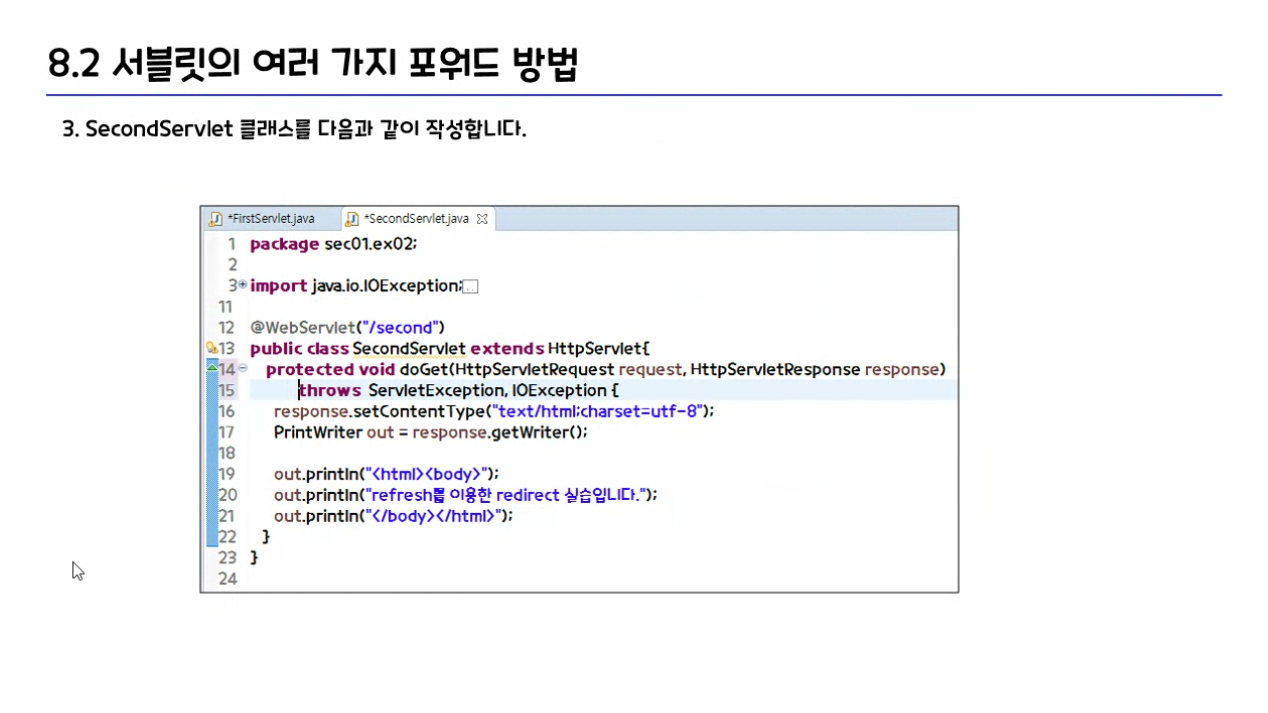 8.2 서블릿의 여러 가지 포워드 방법
3. SecondServlet 클래스를 다음과 같이 작성합니다.
*FirstServlet.java *SecondServlet.java
1 package sec01.ex02;
2
3 import java.io.IOException;
11
12 @WebServlet("/second")
13 public class SecondServlet extends HttpServlet{
14 protected void doGet(HttpServletRequest request, HttpServletResponse response)
15 throws ServletException, IOException {
16 response.setContentType("text/html;charset=utf-8");
17 PrintWriter out = response.getWriter();
18
19 out.println("<html><body>");
20 out.println("refresh를 이용한 redirect 실습입니다.");
21 out.println("</body></html>");
22 }
23 }
24